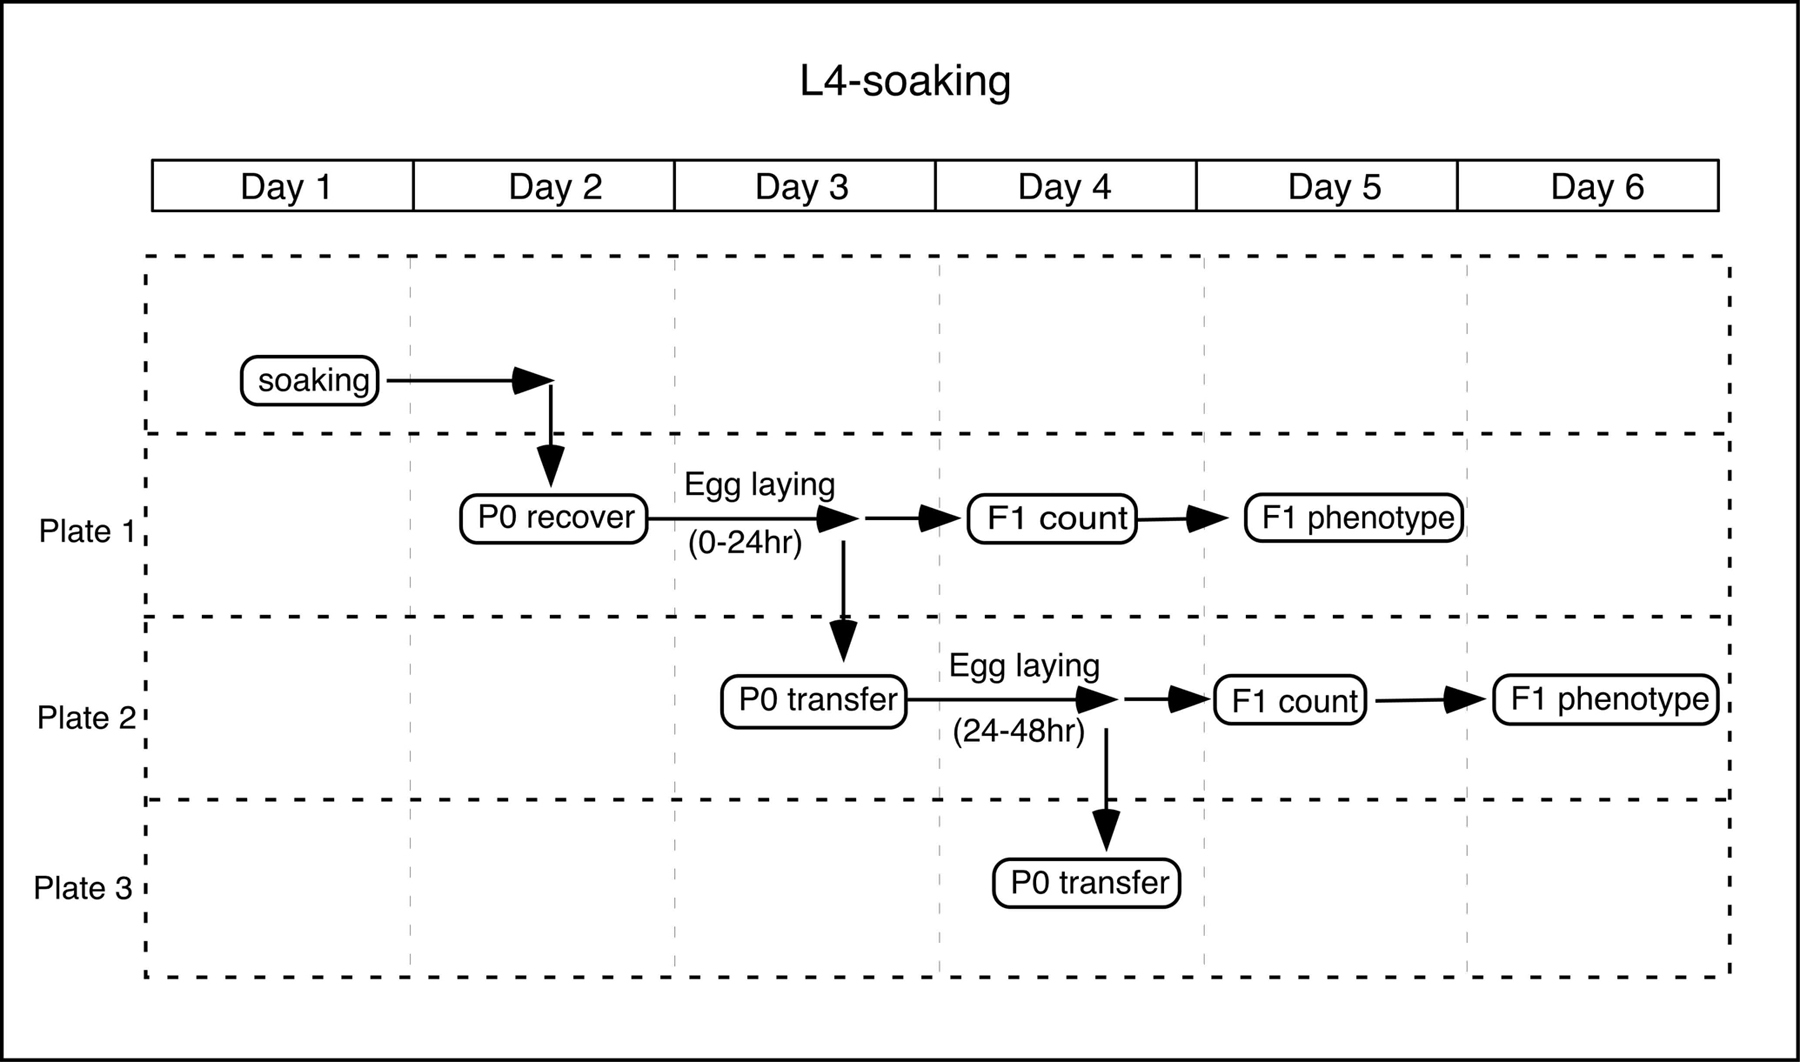 L4-soaking
Day 1 Day 2 Day 3 Day 4 Day 5 Day 6
soaking
Egg laying
Plate 1 P0 recover F1 count F1 phenotype
(0-24hr)
Egg laying
Plate 2 P0 transfer F1 count F1 phenotype
(24-48hr)
Plate 3 P0 transfer